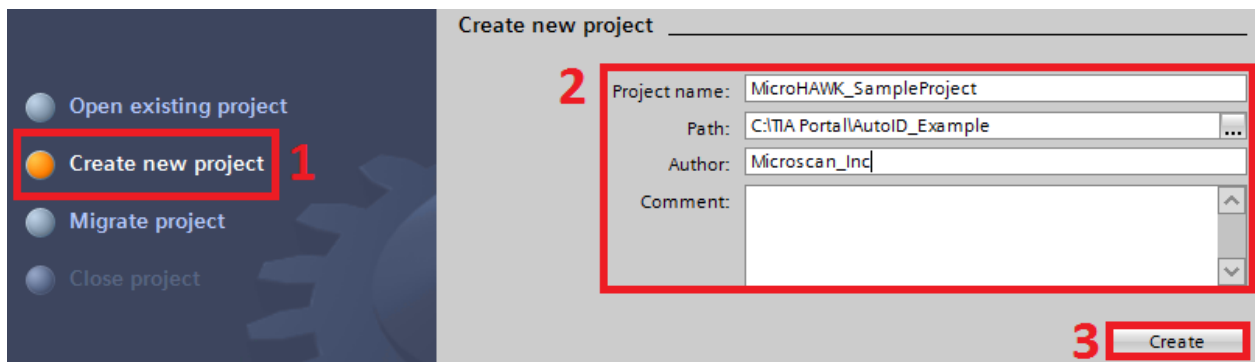 Create new project
Open existing project
Create new project
1
Migrate project
Close project
2
Project name: MicroHAWK_SampleProject
Path: C:\TIA Portal\AutoID_Example ...
Author: Microscan_Inc
Comment:
3
Create